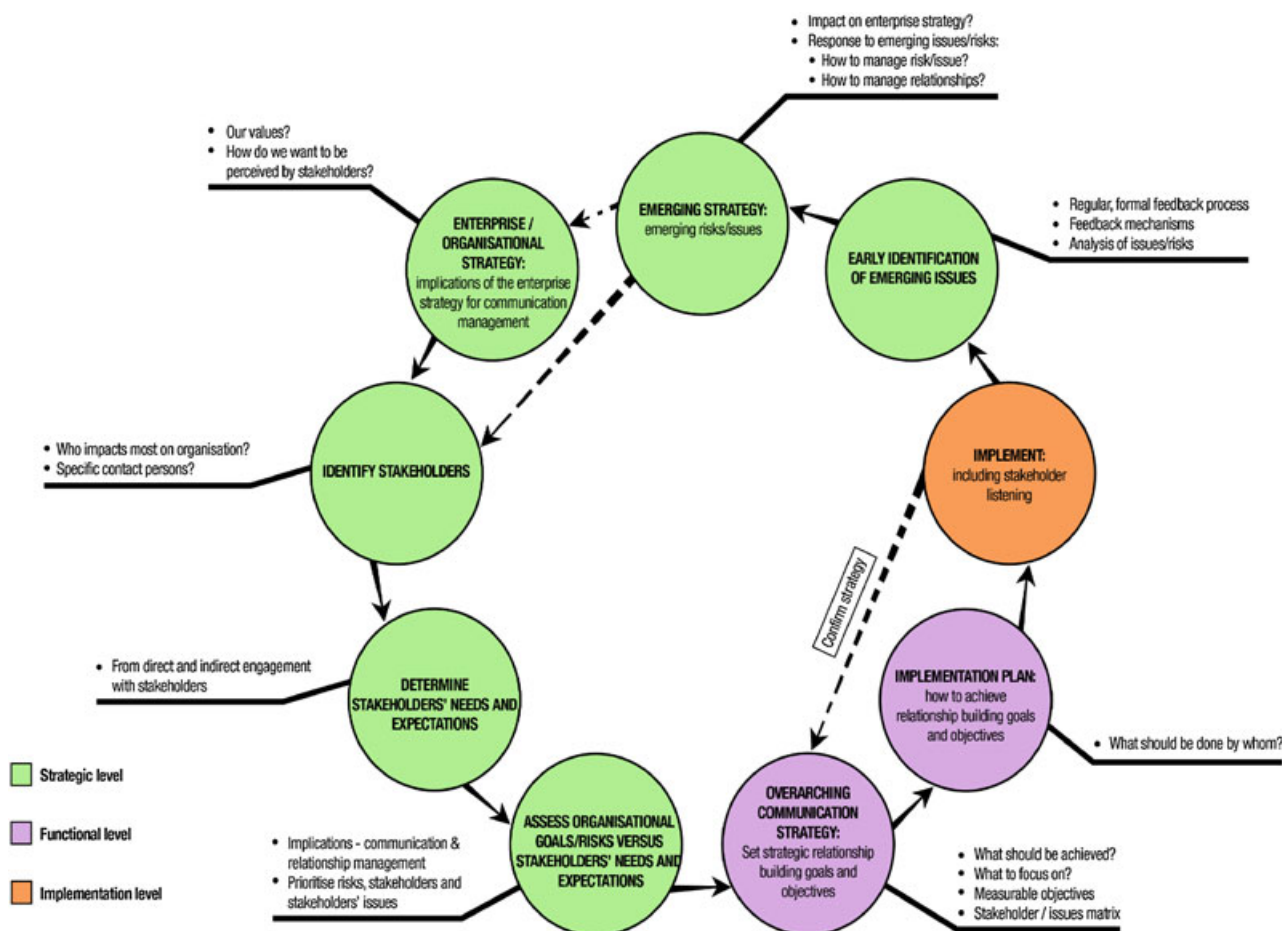 • Impact on enterprise strategy?
• Response to emerging issues/risks:
• How to manage risk/issue?
• How to manage relationships?
• Our values?
• How do we want to be
perceived by stakeholders?
ENTERPRISE /
ORGANISATIONAL
STRATEGY:
implications of the enterprise
strategy for communication
management
EMERGING STRATEGY:
emerging risks/issues
EARLY IDENTIFICATION
OF EMERGING ISSUES
• Regular, formal feedback process
• Feedback mechanisms
• Analysis of issues/risks
• Who impacts most on organisation?
• Specific contact persons?
IDENTIFY STAKEHOLDERS
IMPLEMENT:
including stakeholder
listening
Confirm strategy
• From direct and indirect engagement
with stakeholders
DETERMINE
STAKEHOLDERS' NEEDS AND
EXPECTATIONS
IMPLEMENTATION PLAN:
how to achieve
relationship building goals
and objectives
• What should be done by whom?
Strategic level
Functional level
Implementation level
• Implications - communication &
relationship management
• Prioritise risks, stakeholders and
stakeholders' issues
ASSESS ORGANISATIONAL
GOALS/RISKS VERSUS
STAKEHOLDERS' NEEDS AND
EXPECTATIONS
OVERARCHING
COMMUNICATION
STRATEGY:
Set strategic relationship
building goals and
objectives
• What should be achieved?
• What to focus on?
• Measurable objectives
• Stakeholder / issues matrix